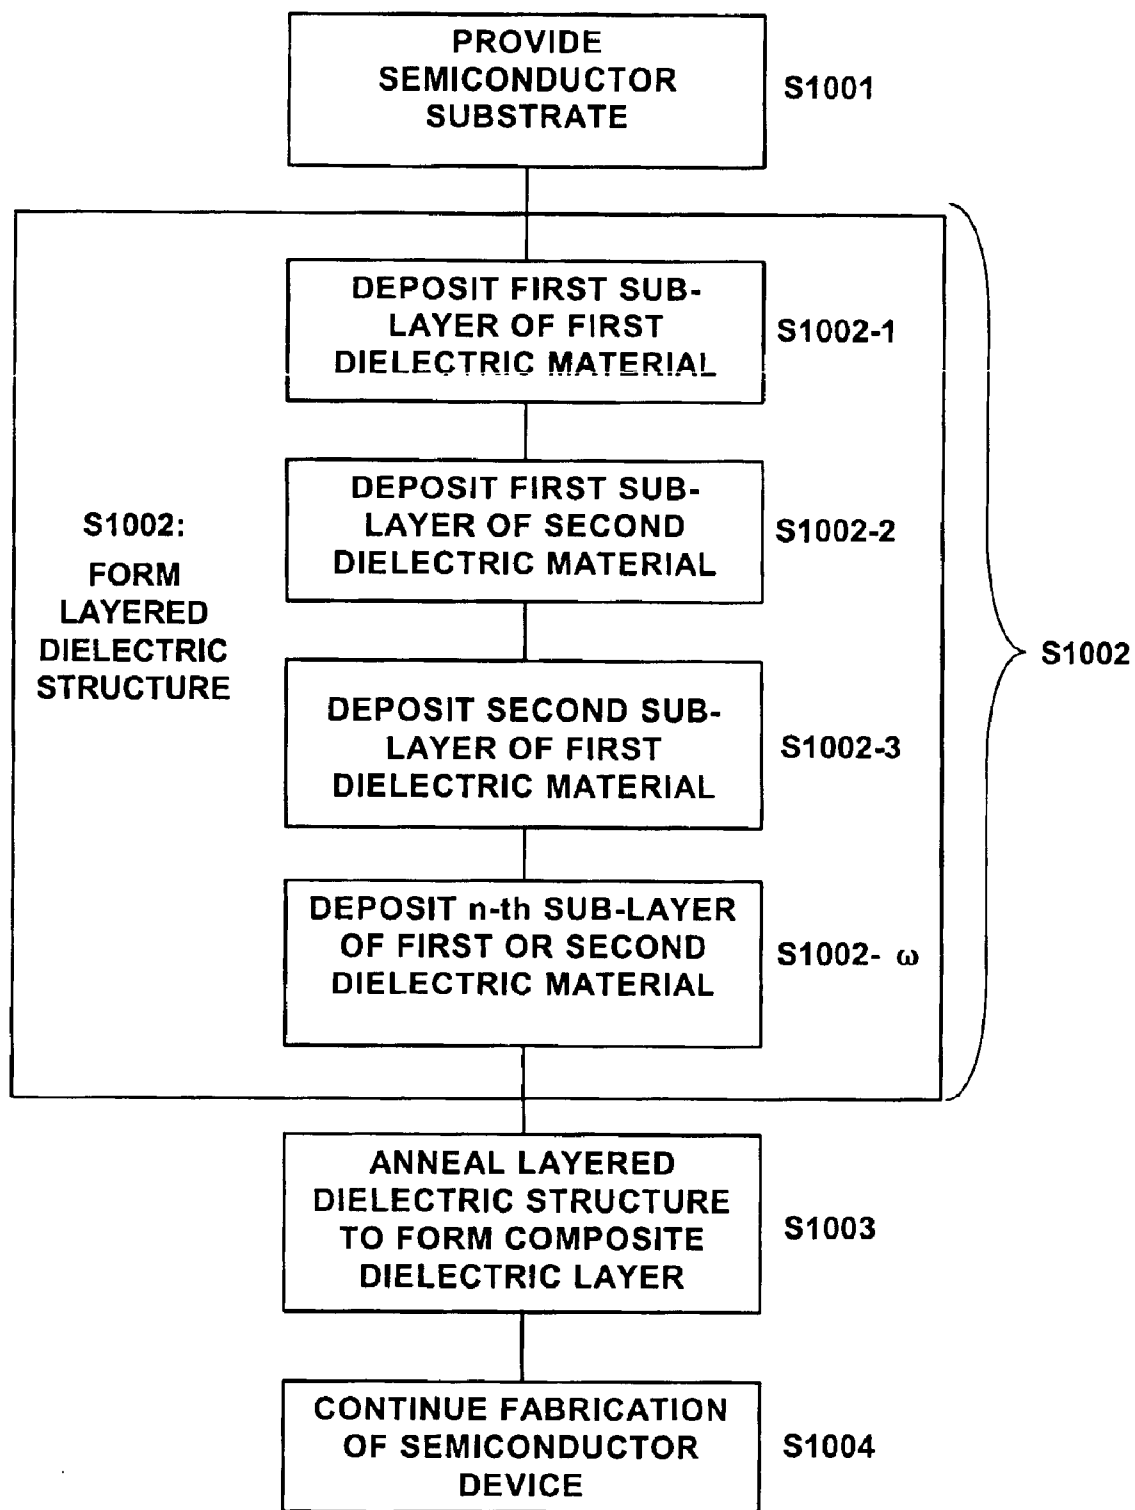 PROVIDE
SEMICONDUCTOR
SUBSTRATE
S1001
DEPOSIT FIRST SUB-
LAYER OF FIRST
DIELECTRIC MATERIAL
S1002-1
DEPOSIT FIRST SUB-
LAYER OF SECOND
DIELECTRIC MATERIAL
S1002-2
S1002:
FORM
LAYERED
DIELECTRIC
STRUCTURE
S1002
DEPOSIT SECOND SUB-
LAYER OF FIRST
DIELECTRIC MATERIAL
S1002-3
DEPOSIT n-th SUB-LAYER
OF FIRST OR SECOND
DIELECTRIC MATERIAL
S1002- ω
ANNEAL LAYERED
DIELECTRIC STRUCTURE
TO FORM COMPOSITE
DIELECTRIC LAYER
S1003
CONTINUE FABRICATION
OF SEMICONDUCTOR
DEVICE
S1004